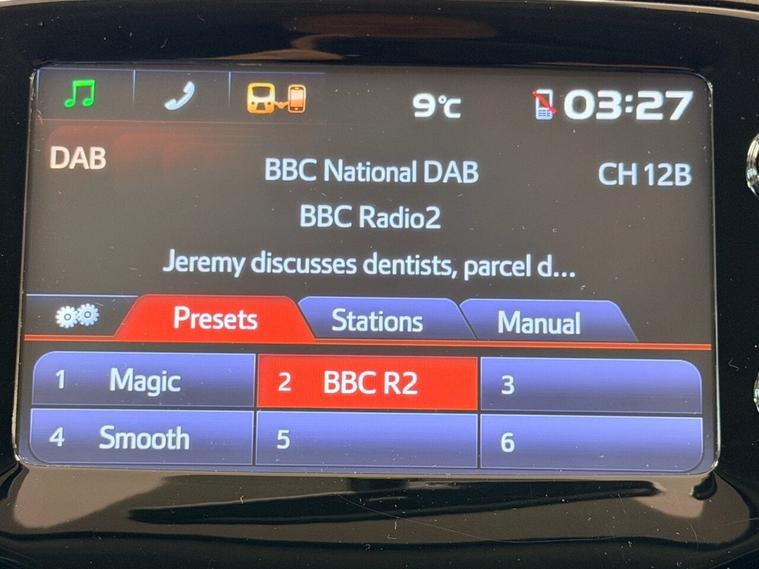 9°C 03:27
DAB BBC National DAB CH 12B
BBC Radio2
Jeremy discusses dentists, parcel d...
Presets Stations Manual
1 Magic 2 BBC R2 3
4 Smooth 5 6